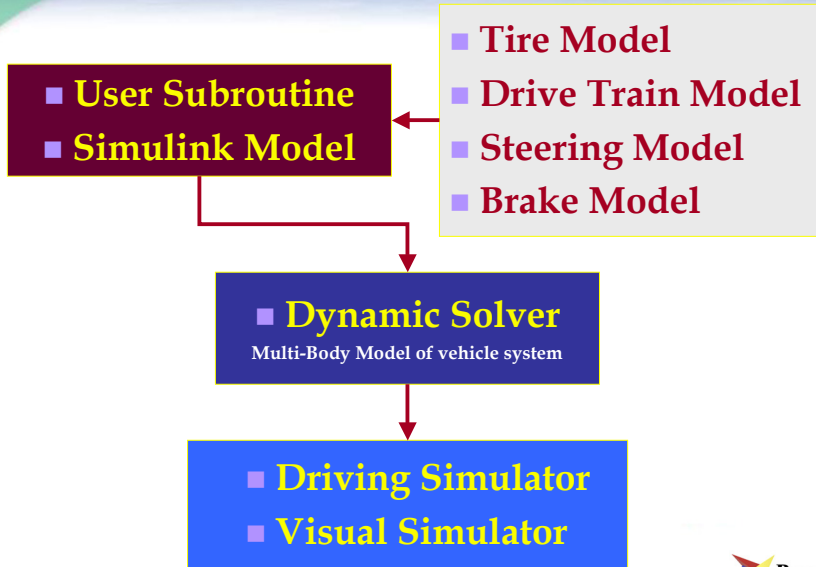 Tire Model
Drive Train Model
Steering Model
Brake Model
User Subroutine
Simulink Model
Dynamic Solver
Multi-Body Model of vehicle system
Driving Simulator
Visual Simulator